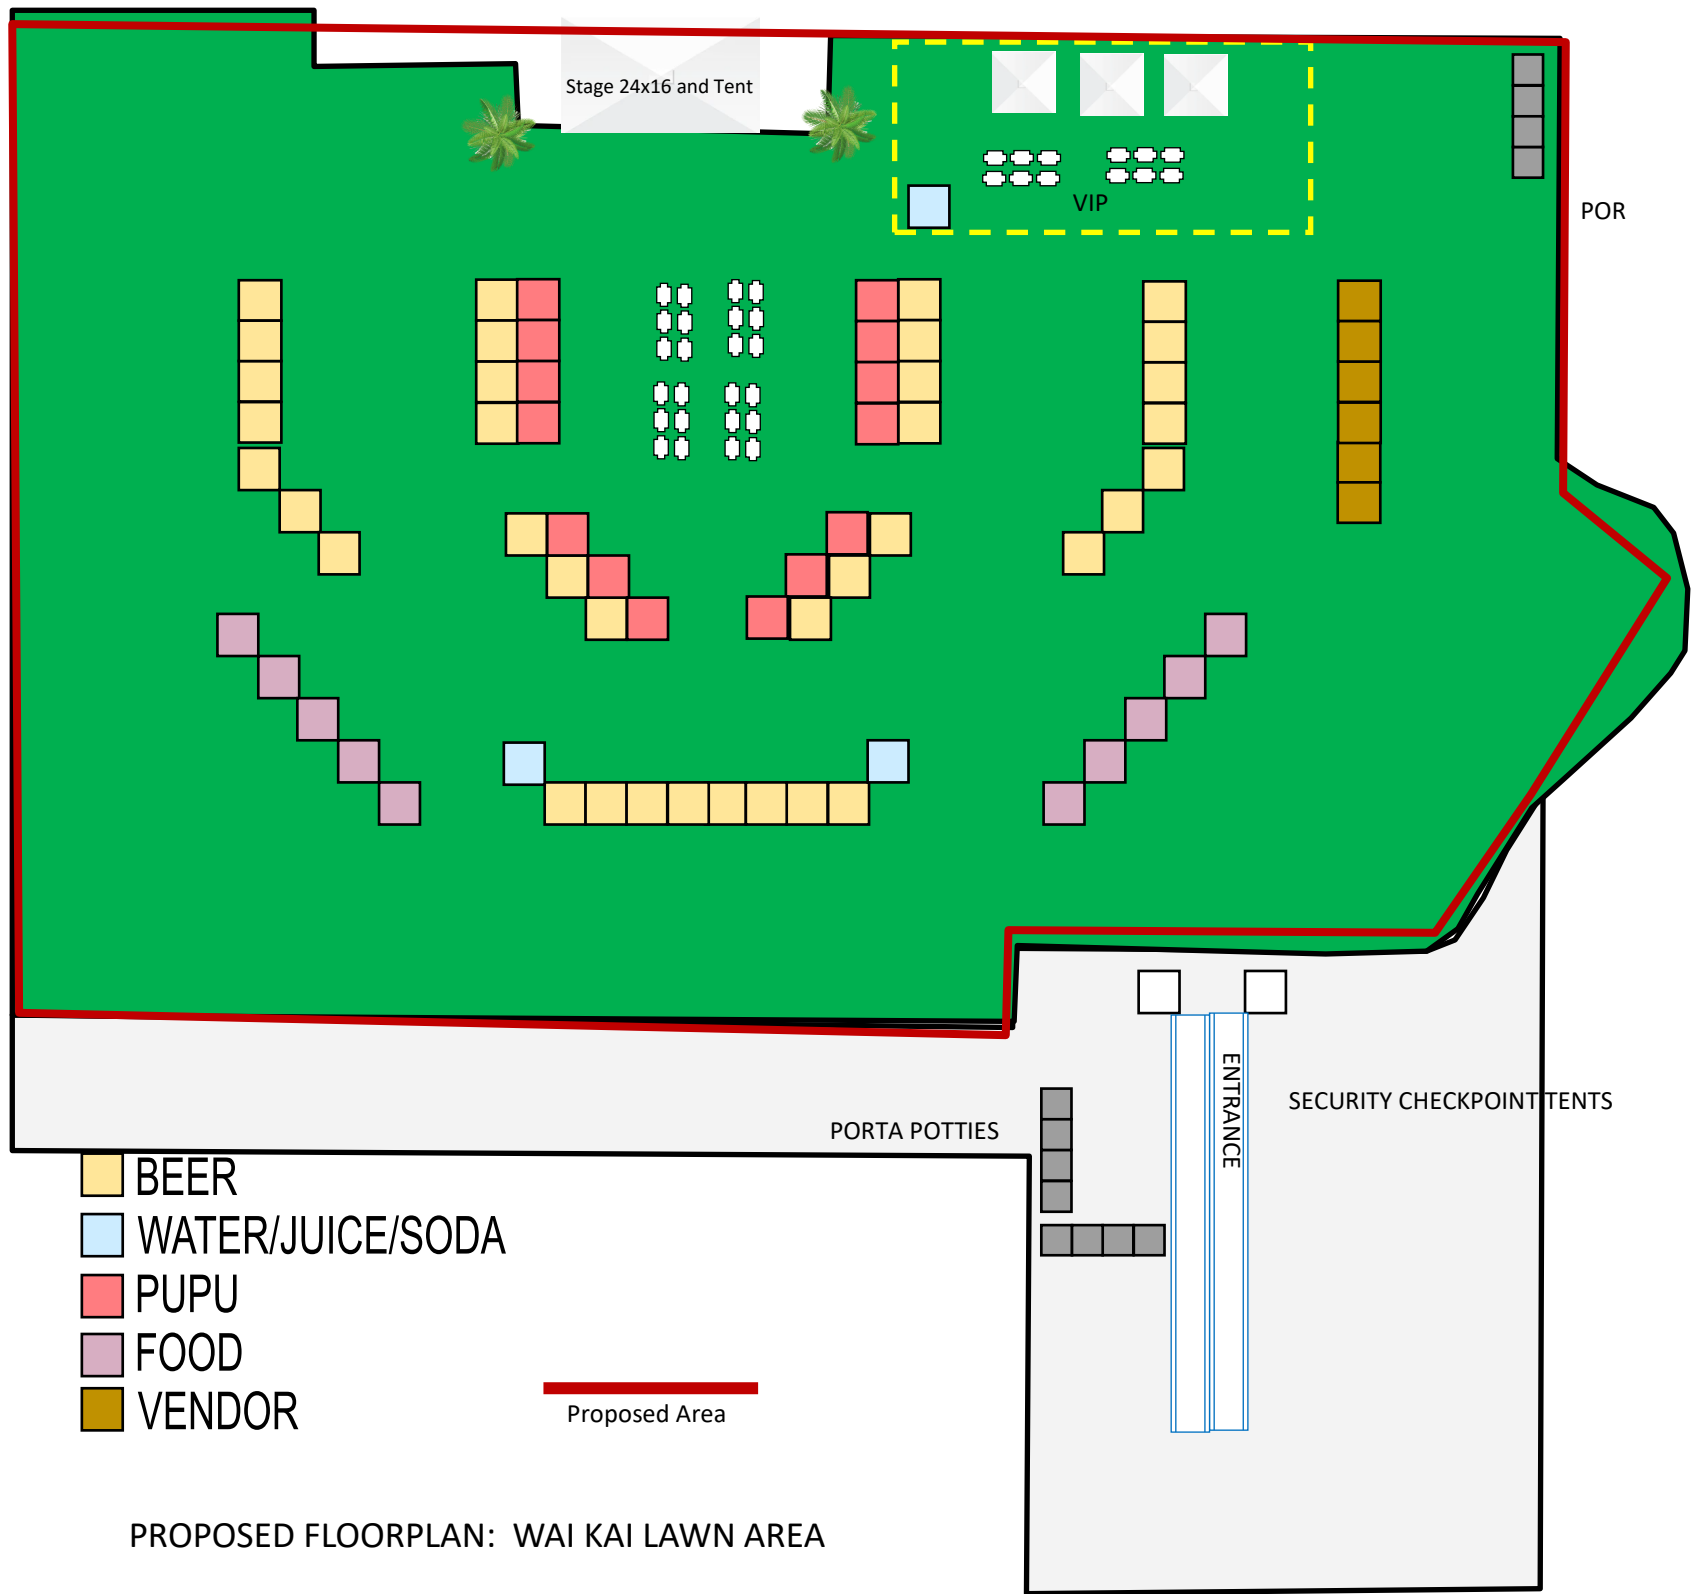 Stage 24x16 and Tent
VIP
POR
ENTRANCE
SECURITY CHECKPOINT TENTS
PORTA POTTIES
BEER
WATER/JUICE/SODA
PUPU
FOOD
VENDOR
Proposed Area
PROPOSED FLOORPLAN: WAI KAI LAWN AREA